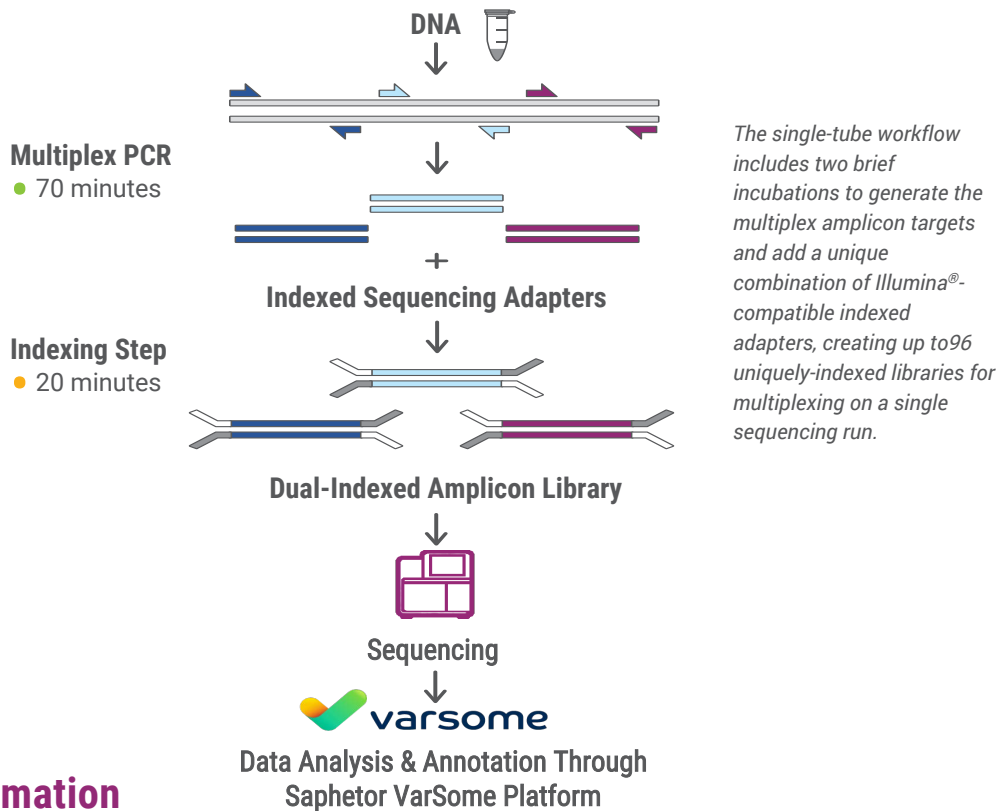 DNA
Multiplex PCR
70 minutes
+
Indexed Sequencing Adapters
Indexing Step
20 minutes
Dual-Indexed Amplicon Library
Sequencing
varsome
Data Analysis & Annotation Through
Saphetor VarSome Platform
The single-tube workflow
includes two brief
incubations to generate the
multiplex amplicon targets
and add a unique
combination of Illumina®-
compatible indexed
adapters, creating up to96
uniquely-indexed libraries for
multiplexing on a single
sequencing run.
mation